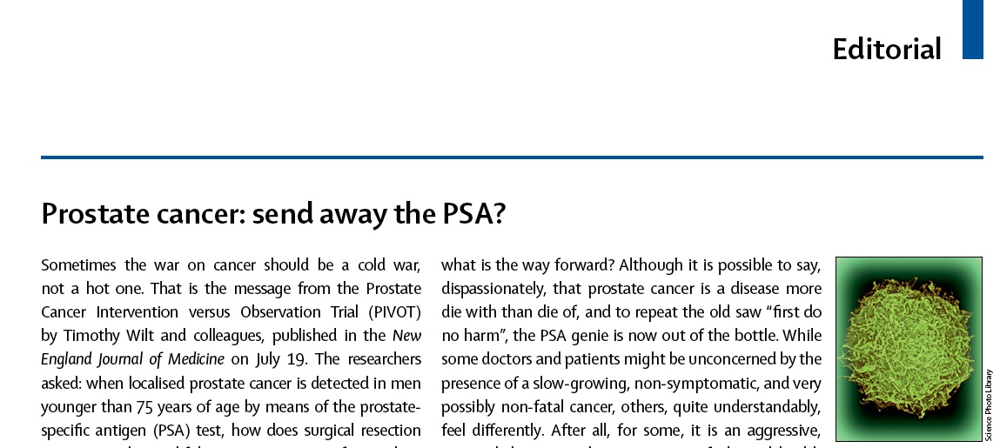 Editorial
Prostate cancer: send away the PSA?
Sometimes the war on cancer should be a cold war,
not a hot one. That is the message from the Prostate
Cancer Intervention versus Observation Trial (PIVOT)
by Timothy Wilt and colleagues, published in the New
England Journal of Medicine on July 19. The researchers
asked: when localised prostate cancer is detected in men
younger than 75 years of age by means of the prostate-
specific antigen (PSA) test, how does surgical resection
what is the way forward? Although it is possible to say,
dispassionately, that prostate cancer is a disease more
die with than die of, and to repeat the old saw “first do
no harm”, the PSA genie is now out of the bottle. While
some doctors and patients might be unconcerned by the
presence of a slow-growing, non-symptomatic, and very
possibly non-fatal cancer, others, quite understandably,
feel differently. After all, for some, it is an aggressive,
Science Photo Library